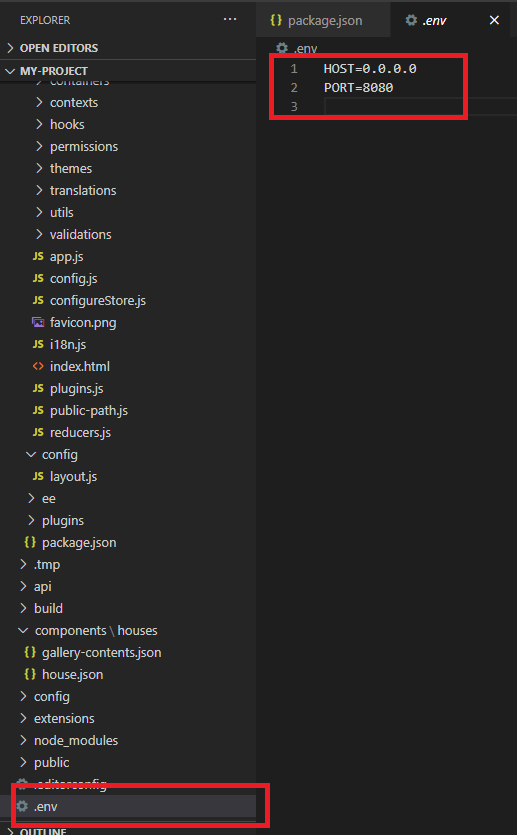 EXPLORER
···
OPEN EDITORS
MY-PROJECT
containers
contexts
hooks
permissions
themes
translations
utils
validations
JS app.js
JS config.js
JS configureStore.js
favicon.png
JS i18n.js
<> index.html
JS plugins.js
JS public-path.js
JS reducers.js
config
JS layout.js
ee
plugins
{} package.json
.tmp
api
build
components \ houses
{} gallery-contents.json
{} house.json
config
extensions
node_modules
public
.editorconfig
.env
OUTLINE
{} package.json
.env
.env
1 HOST=0.0.0.0
2 PORT=8080
3